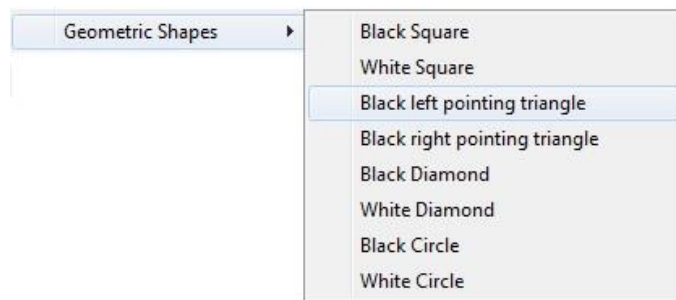 Geometric Shapes
Black Square
White Square
Black left pointing triangle
Black right pointing triangle
Black Diamond
White Diamond
Black Circle
White Circle